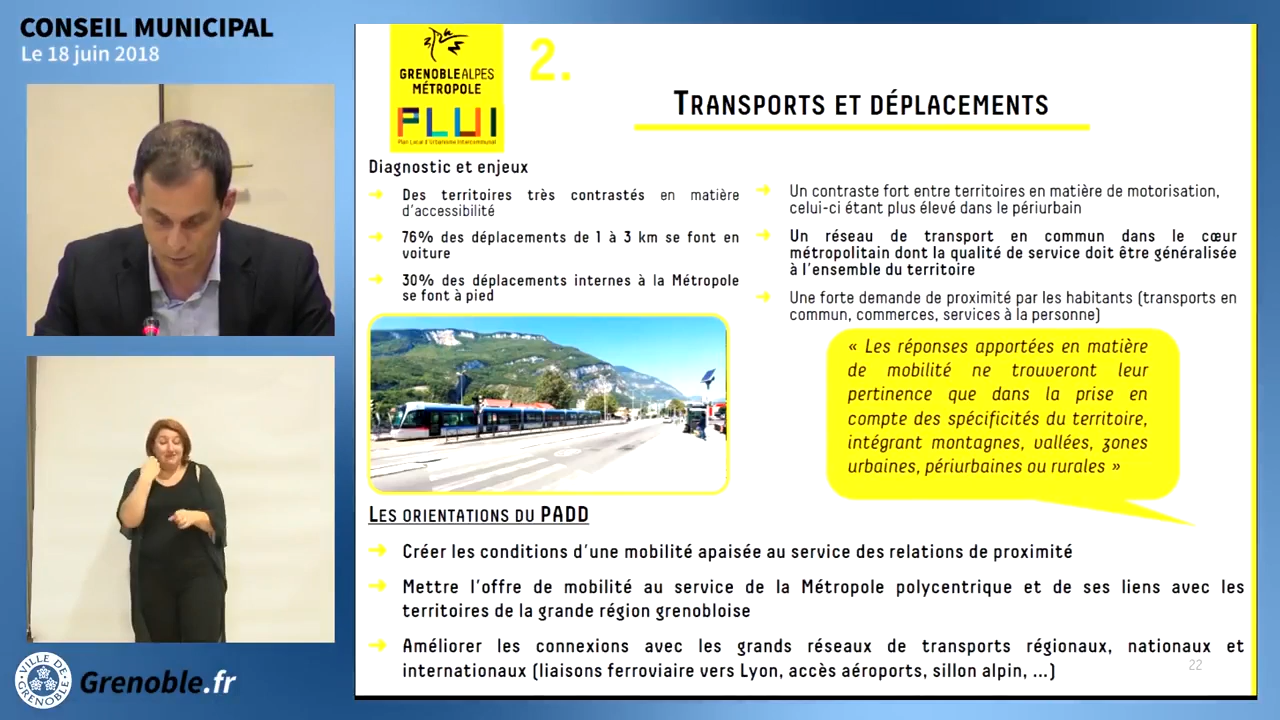 CONSEIL MUNICIPAL
Le 18 juin 2018
GRENOBLEALPES
MÉTROPOLE
PLUI
Plan Local d'Urbanisme Intercommunal
2.
TRANSPORTS ET DÉPLACEMENTS
Diagnostic et enjeux
Des territoires très contrastés en matière
d'accessibilité
76% des déplacements de 1 à 3 km se font en
voiture
30% des déplacements internes à la Métropole
se font à pied
Un contraste fort entre territoires en matière de motorisation,
celui-ci étant plus élevé dans le périurbain
Un réseau de transport en commun dans le cœur
métropolitain dont la qualité de service doit être généralisée
à l'ensemble du territoire
Une forte demande de proximité par les habitants (transports en
commun, commerces, services à la personne)
« Les réponses apportées en matière
de mobilité ne trouveront leur
pertinence que dans la prise en
compte des spécificités du territoire,
intégrant montagnes, vallées, zones
urbaines, périurbaines ou rurales »
LES ORIENTATIONS DU PADD
Créer les conditions d'une mobilité apaisée au service des relations de proximité
Mettre l'offre de mobilité au service de la Métropole polycentrique et de ses liens avec les
territoires de la grande région grenobloise
Améliorer les connexions avec les grands réseaux de transports régionaux, nationaux et
internationaux (liaisons ferroviaire vers Lyon, accès aéroports, sillon alpin, ...)
22
VILLE DE GRENOBLE
Grenoble.fr